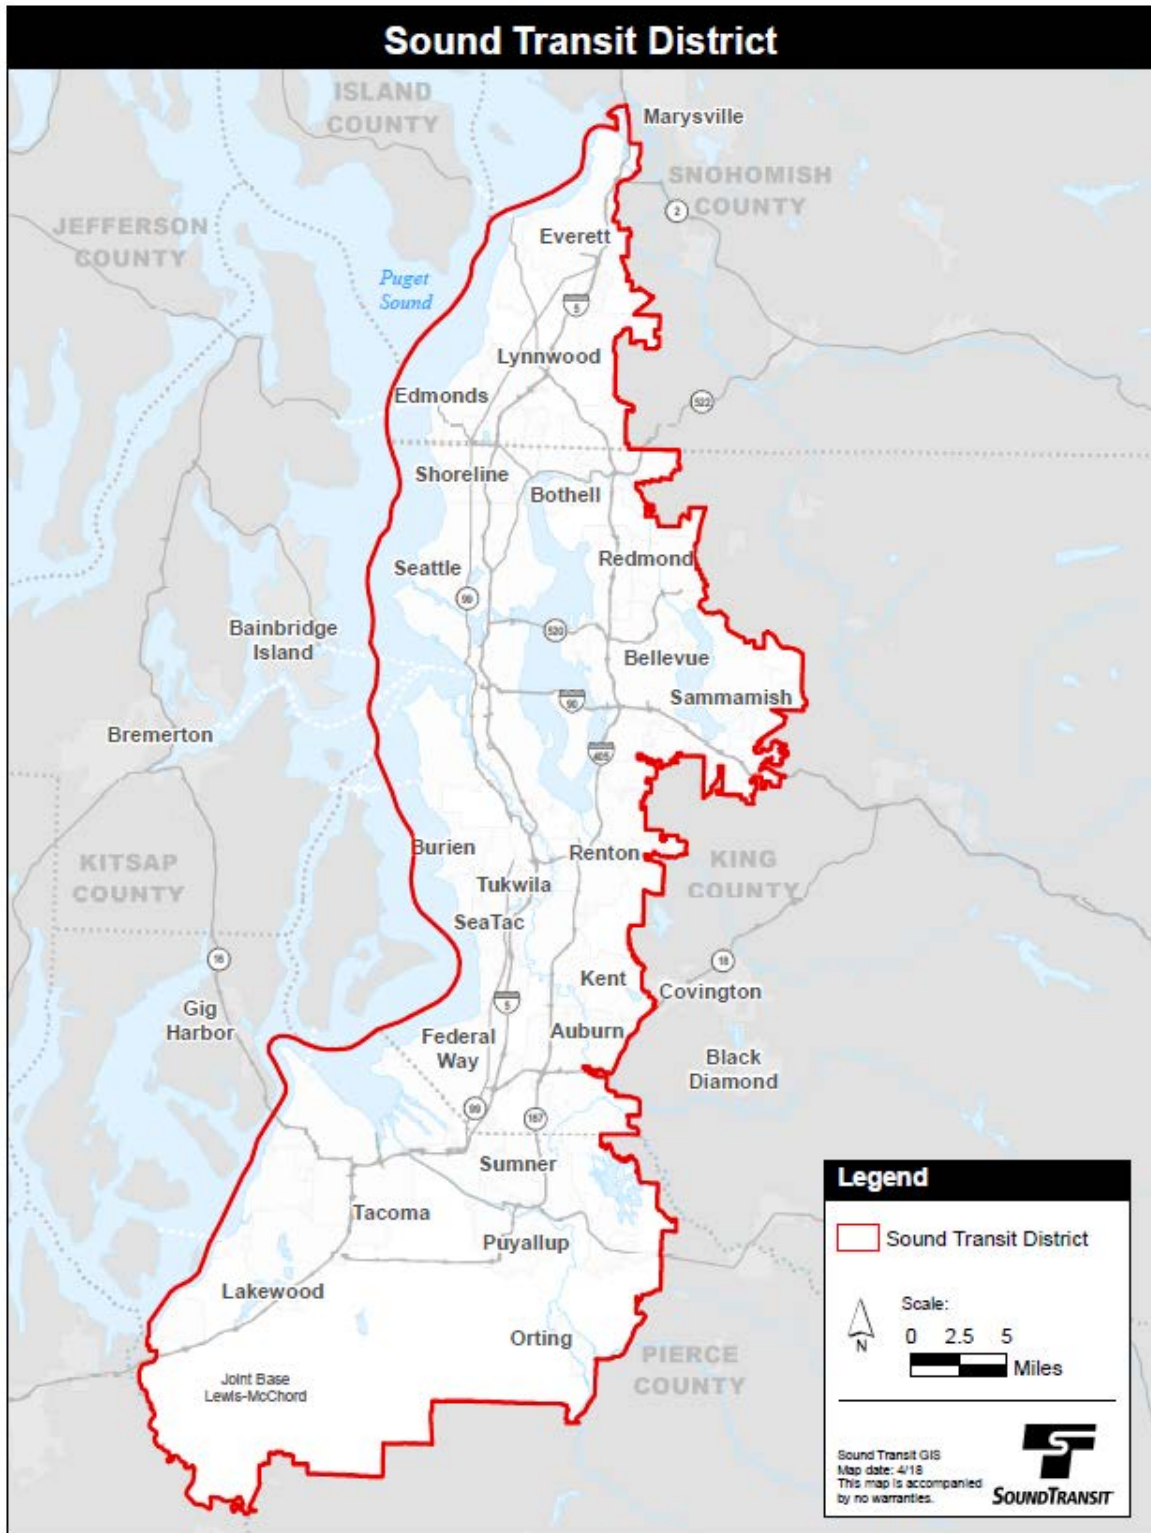 Sound Transit District
ISLAND
COUNTY
Marysville
SNOHOMISH
COUNTY
2
JEFFERSON
COUNTY
Everett
Puget
Sound
5
Lynnwood
Edmonds
522
Shoreline
Bothell
Redmond
Seattle
99
Bainbridge
Island
520
Bellevue
Sammamish
90
Bremerton
405
Burien
Renton
KITSAP
COUNTY
KING
COUNTY
Tukwila
SeaTac
16
18
Kent
Covington
5
Gig
Harbor
Federal
Way
Auburn
Black
Diamond
99
167
Sumner
Tacoma
Puyallup
Lakewood
Orting
PIERCE
COUNTY
Joint Base
Lewis-McChord
Legend
Sound Transit District
Scale:
0 2.5 5
N
Miles
Sound Transit GIS
Map date: 4/18
This map is accompanied
by no warranties.
SOUNDTRANSIT